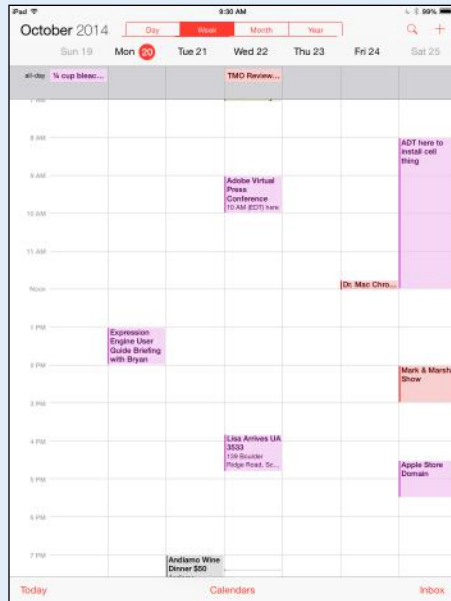 iPad 9:30 AM 99%
October 2014 Day Week Month Year
Sun 19 Mon 20 Tue 21 Wed 22 Thu 23 Fri 24 Sat 25
all-day ¼ cup bleac... TMO Review...
7 AM
8 AM
ADT here to
install cell
thing
9 AM
Adobe Virtual
Press
Conference
10 AM (EDT) here
10 AM
11 AM
Dr. Mac Chro...
Noon
1 PM
Expression
Engine User
Guide Briefing
with Bryan
2 PM
Mark & Marsh
Show
3 PM
4 PM
Lisa Arrives UA
3533
139 Boulder
Ridge Road, Sc...
Apple Store
Domain
5 PM
6 PM
7 PM
Andiamo Wine
Dinner $50
Today Calendars Inbox